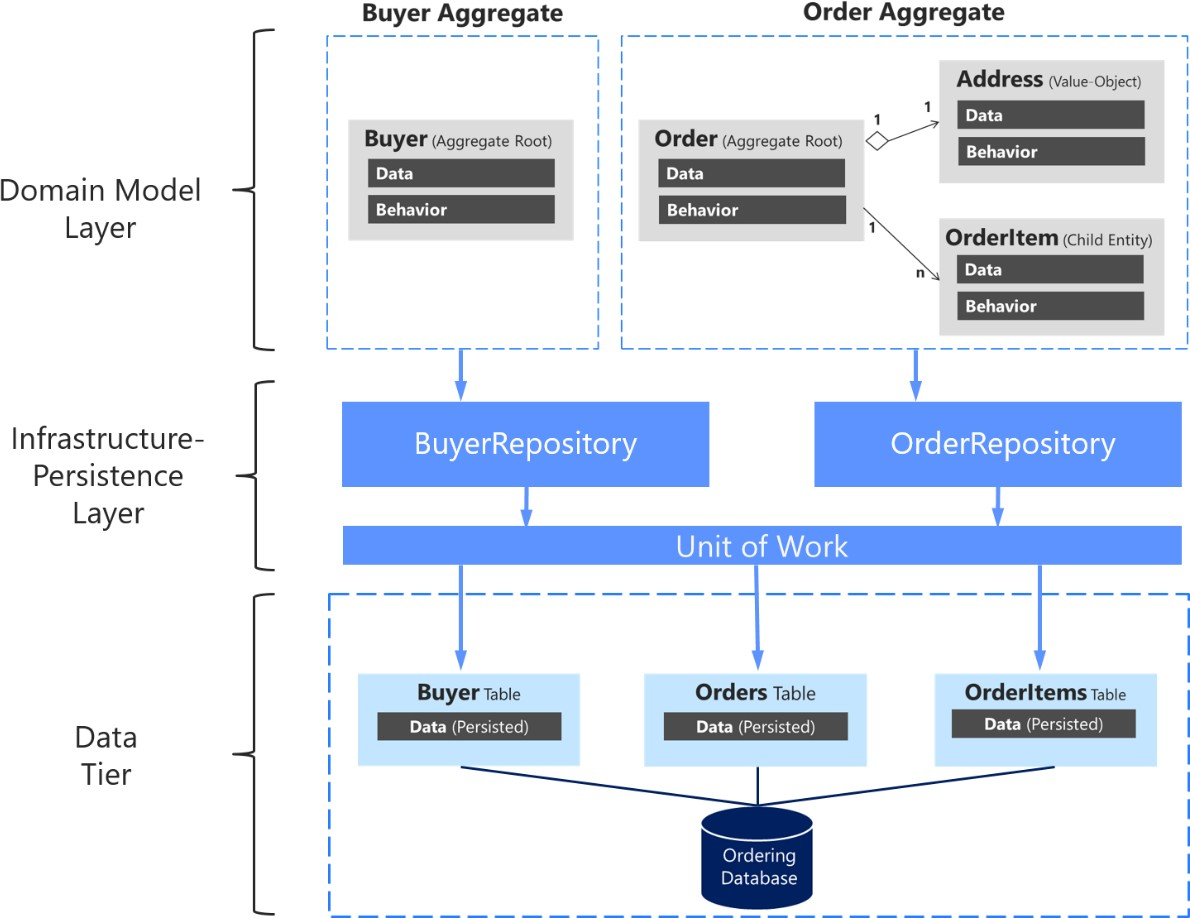 Buyer Aggregate
Order Aggregate
Domain Model
Layer
Buyer (Aggregate Root)
Data
Behavior
Order (Aggregate Root)
Data
Behavior
1
1
1
n
Address (Value-Object)
Data
Behavior
OrderItem (Child Entity)
Data
Behavior
Infrastructure-
Persistence
Layer
BuyerRepository
OrderRepository
Unit of Work
Data
Tier
Buyer Table
Data (Persisted)
Orders Table
Data (Persisted)
OrderItems Table
Data (Persisted)
Ordering
Database